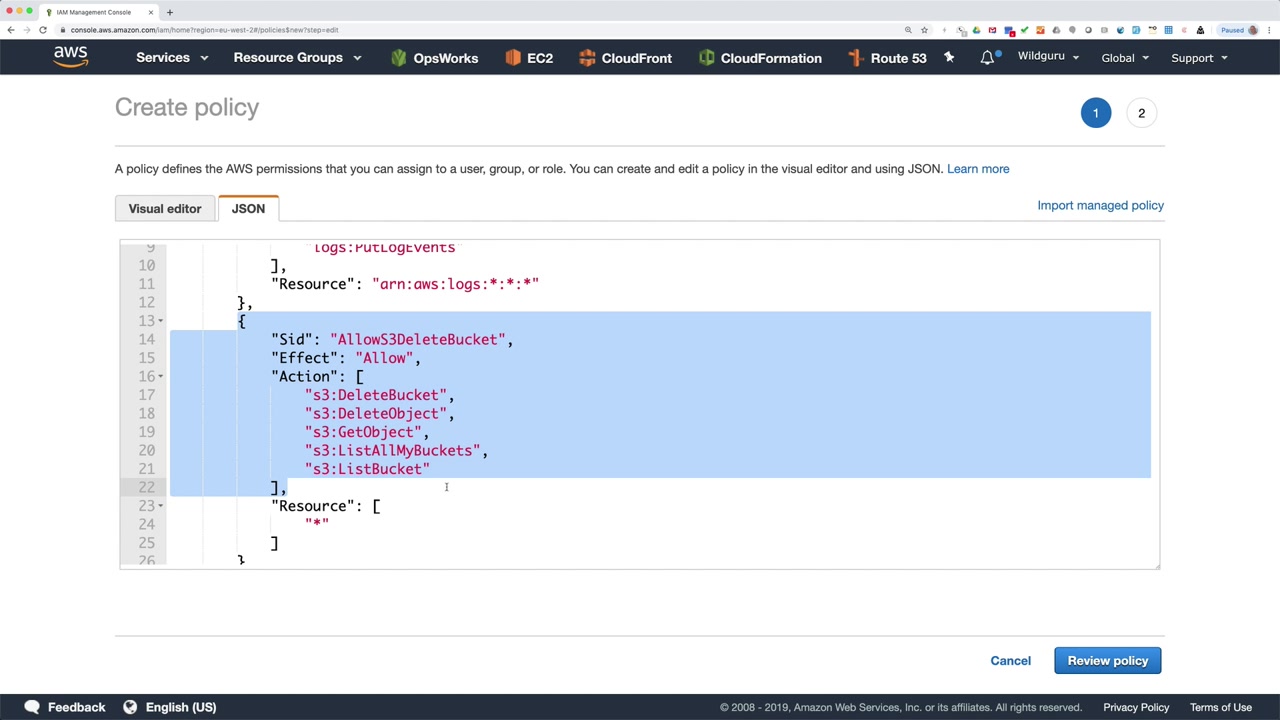 IAM Management Console
console.aws.amazon.com/iam/home?region=eu-west-2#/policies$new?step=edit
Paused
aws
Services
Resource Groups
OpsWorks
EC2
CloudFront
CloudFormation
Route 53
Wildguru
Global
Support
Create policy
1
2
A policy defines the AWS permissions that you can assign to a user, group, or role. You can create and edit a policy in the visual editor and using JSON. Learn more
Visual editor
JSON
Import managed policy
9 "logs:PutLogEvents"
10 ],
11 "Resource": "arn:aws:logs:*:*:*"
12 },
13 {
14 "Sid": "AllowS3DeleteBucket",
15 "Effect": "Allow",
16 "Action": [
17 "s3:DeleteBucket",
18 "s3:DeleteObject",
19 "s3:GetObject",
20 "s3:ListAllMyBuckets",
21 "s3:ListBucket"
22 ],
23 "Resource": [
24 "*"
25 ]
26 }
Cancel
Review policy
Feedback
English (US)
© 2008 - 2019, Amazon Web Services, Inc. or its affiliates. All rights reserved.
Privacy Policy
Terms of Use